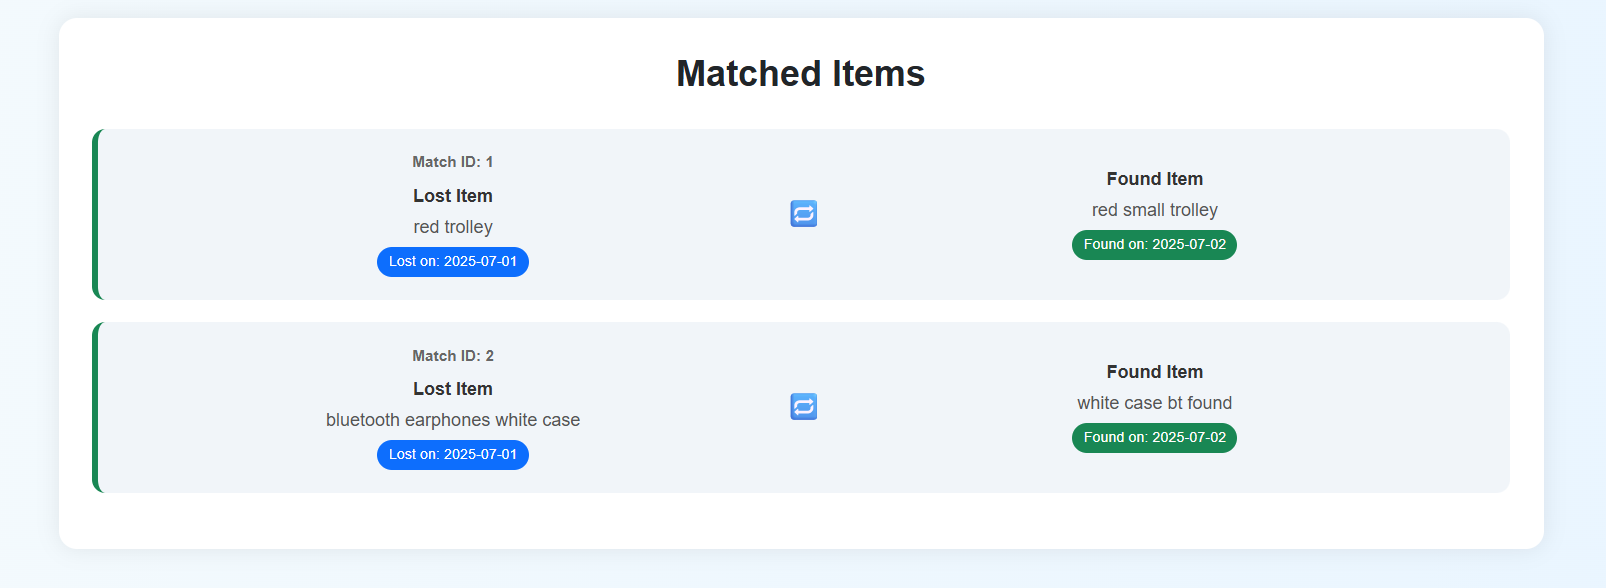 Matched Items
Match ID: 1
Lost Item
red trolley
Lost on: 2025-07-01
Found Item
red small trolley
Found on: 2025-07-02
Match ID: 2
Lost Item
bluetooth earphones white case
Lost on: 2025-07-01
Found Item
white case bt found
Found on: 2025-07-02